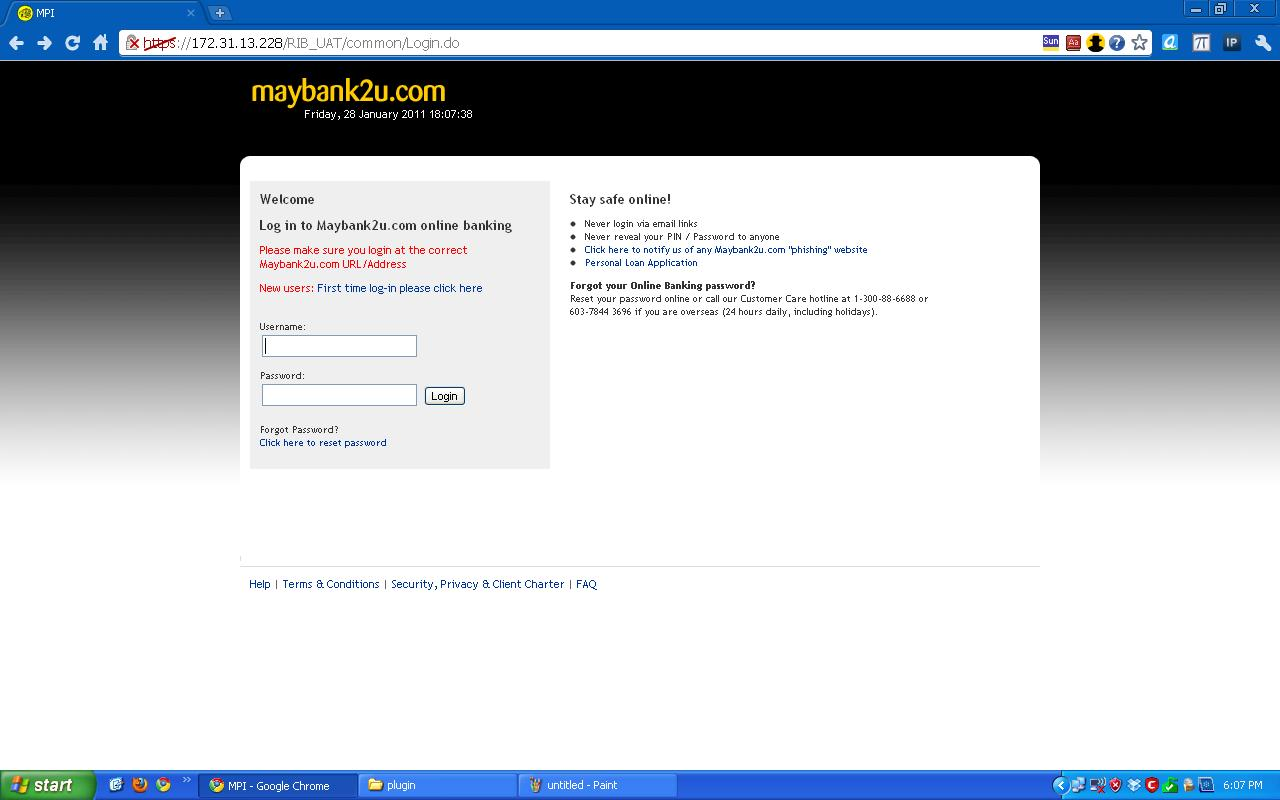 MPI
https://172.31.13.228/RIB_UAT/common/Login.do
Sun
Aa
?
a
π
IP
maybank2u.com
Friday, 28 January 2011 18:07:38
Welcome
Log in to Maybank2u.com online banking
Please make sure you login at the correct
Maybank2u.com URL/Address
New users: First time log-in please click here
Username:
Password:
Login
Forgot Password?
Click here to reset password
Stay safe online!
Never login via email links
Never reveal your PIN / Password to anyone
Click here to notify us of any Maybank2u.com "phishing" website
Personal Loan Application
Forgot your Online Banking password?
Reset your password online or call our Customer Care hotline at 1-300-88-6688 or
603-7844 3696 if you are overseas (24 hours daily, including holidays).
Help | Terms & Conditions | Security, Privacy & Client Charter | FAQ
start
MPI - Google Chrome
plugin
untitled - Paint
6:07 PM